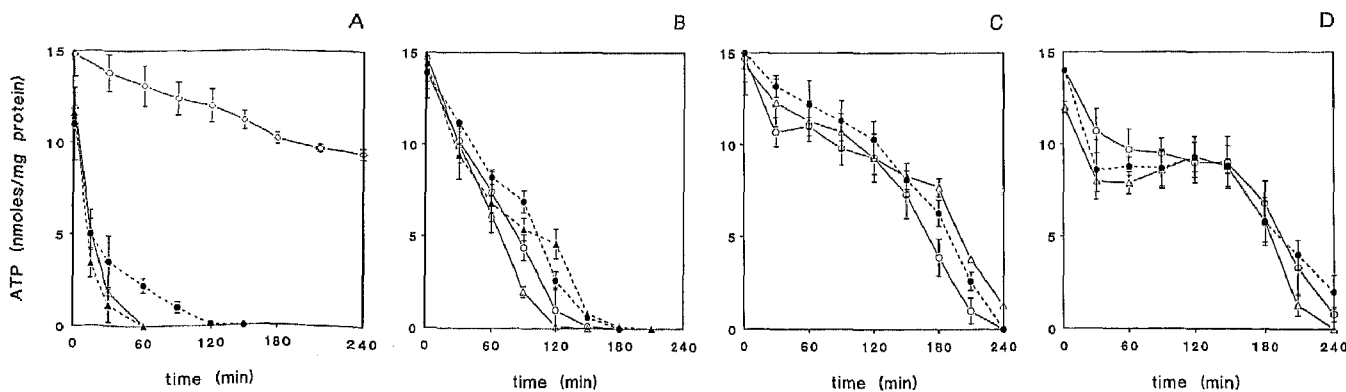 A B C D
15 15 15 15
10 10 10 10
5 5 5 5
0 0 0 0
ATP (nmoles/mg protein)
0 60 120 180 240 0 60 120 180 240 0 60 120 180 240 0 60 120 180 240
time (min) time (min) time (min) time (min)